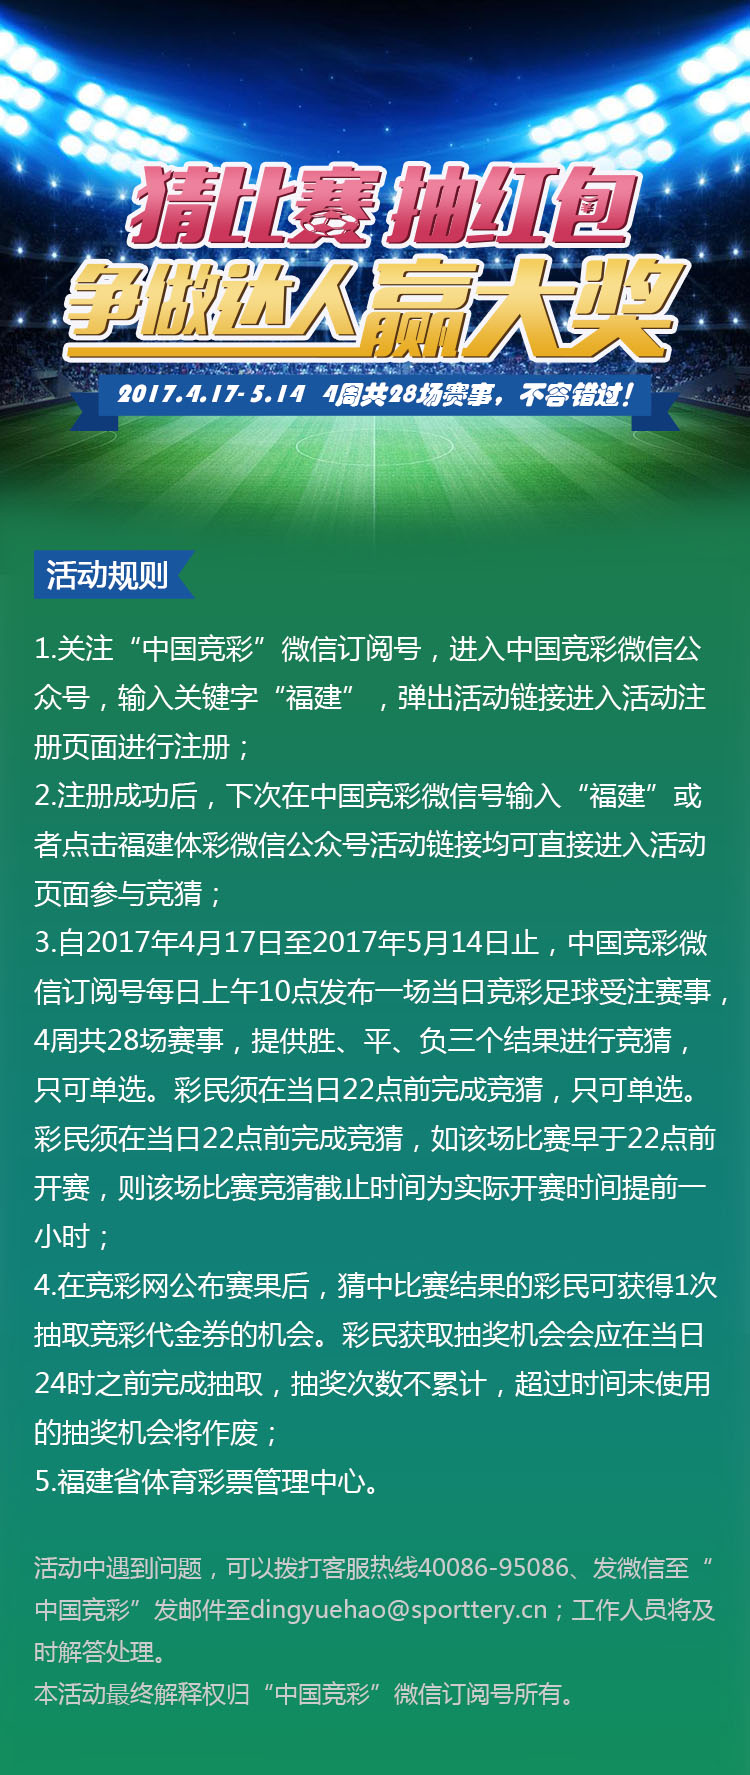 猜比赛 抽红包
争做达人赢大奖
2017.4.17-5.14 4周共28场赛事，不容错过！
活动规则
1.关注“中国竞彩”微信订阅号，进入中国竞彩微信公
众号，输入关键字“福建”，弹出活动链接进入活动注
册页面进行注册；
2.注册成功后，下次在中国竞彩微信号输入“福建”或
者点击福建体彩微信公众号活动链接均可直接进入活动
页面参与竞猜；
3.自2017年4月17日至2017年5月14日止，中国竞彩微
信订阅号每日上午10点发布一场当日竞彩足球受注赛事，
4周共28场赛事，提供胜、平、负三个结果进行竞猜，
只可单选。彩民须在当日22点前完成竞猜，只可单选。
彩民须在当日22点前完成竞猜，如该场比赛早于22点前
开赛，则该场比赛竞猜截止时间为实际开赛时间提前一
小时；
4.在竞彩网公布赛果后，猜中比赛结果的彩民可获得1次
抽取竞彩代金券的机会。彩民获取抽奖机会会应在当日
24时之前完成抽取，抽奖次数不累计，超过时间未使用
的抽奖机会将作废；
5.福建省体育彩票管理中心。
活动中遇到问题，可以拨打客服热线40086-95086、发微信至“
中国竞彩”发邮件至dingyuehao@sporttery.cn；工作人员将及
时解答处理。
本活动最终解释权归“中国竞彩”微信订阅号所有。